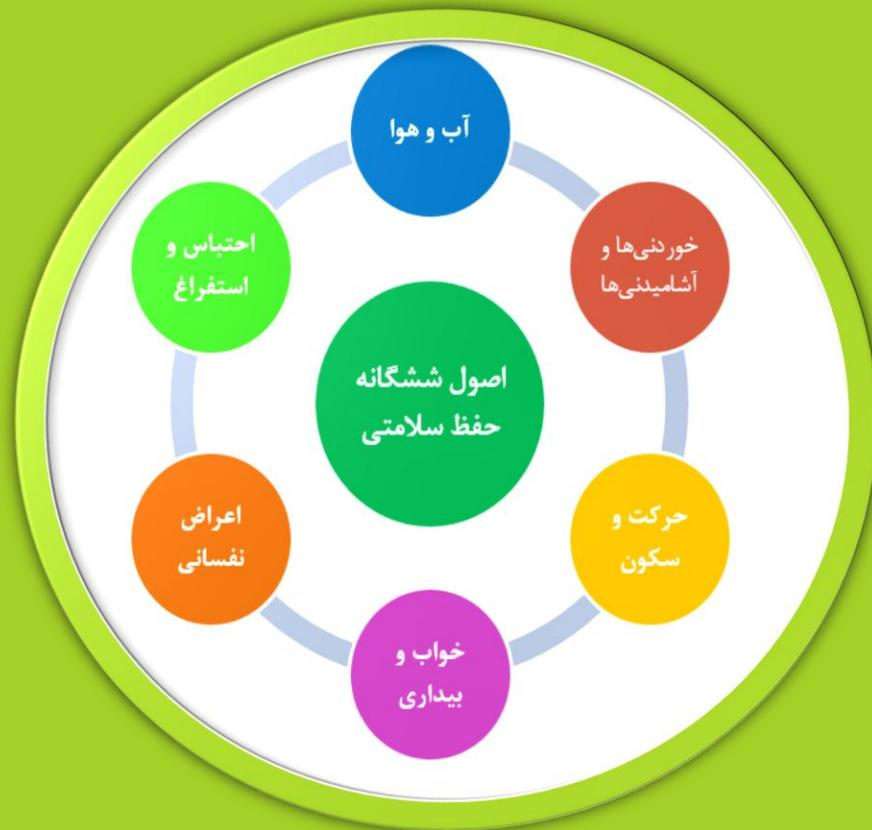 آب و هوا
خوردنی‌ها و
آشامیدنی‌ها
حرکت و
سکون
خواب و
بیداری
اعراض
نفسانی
احتباس و
استفراغ
اصول ششگانه
حفظ سلامتی